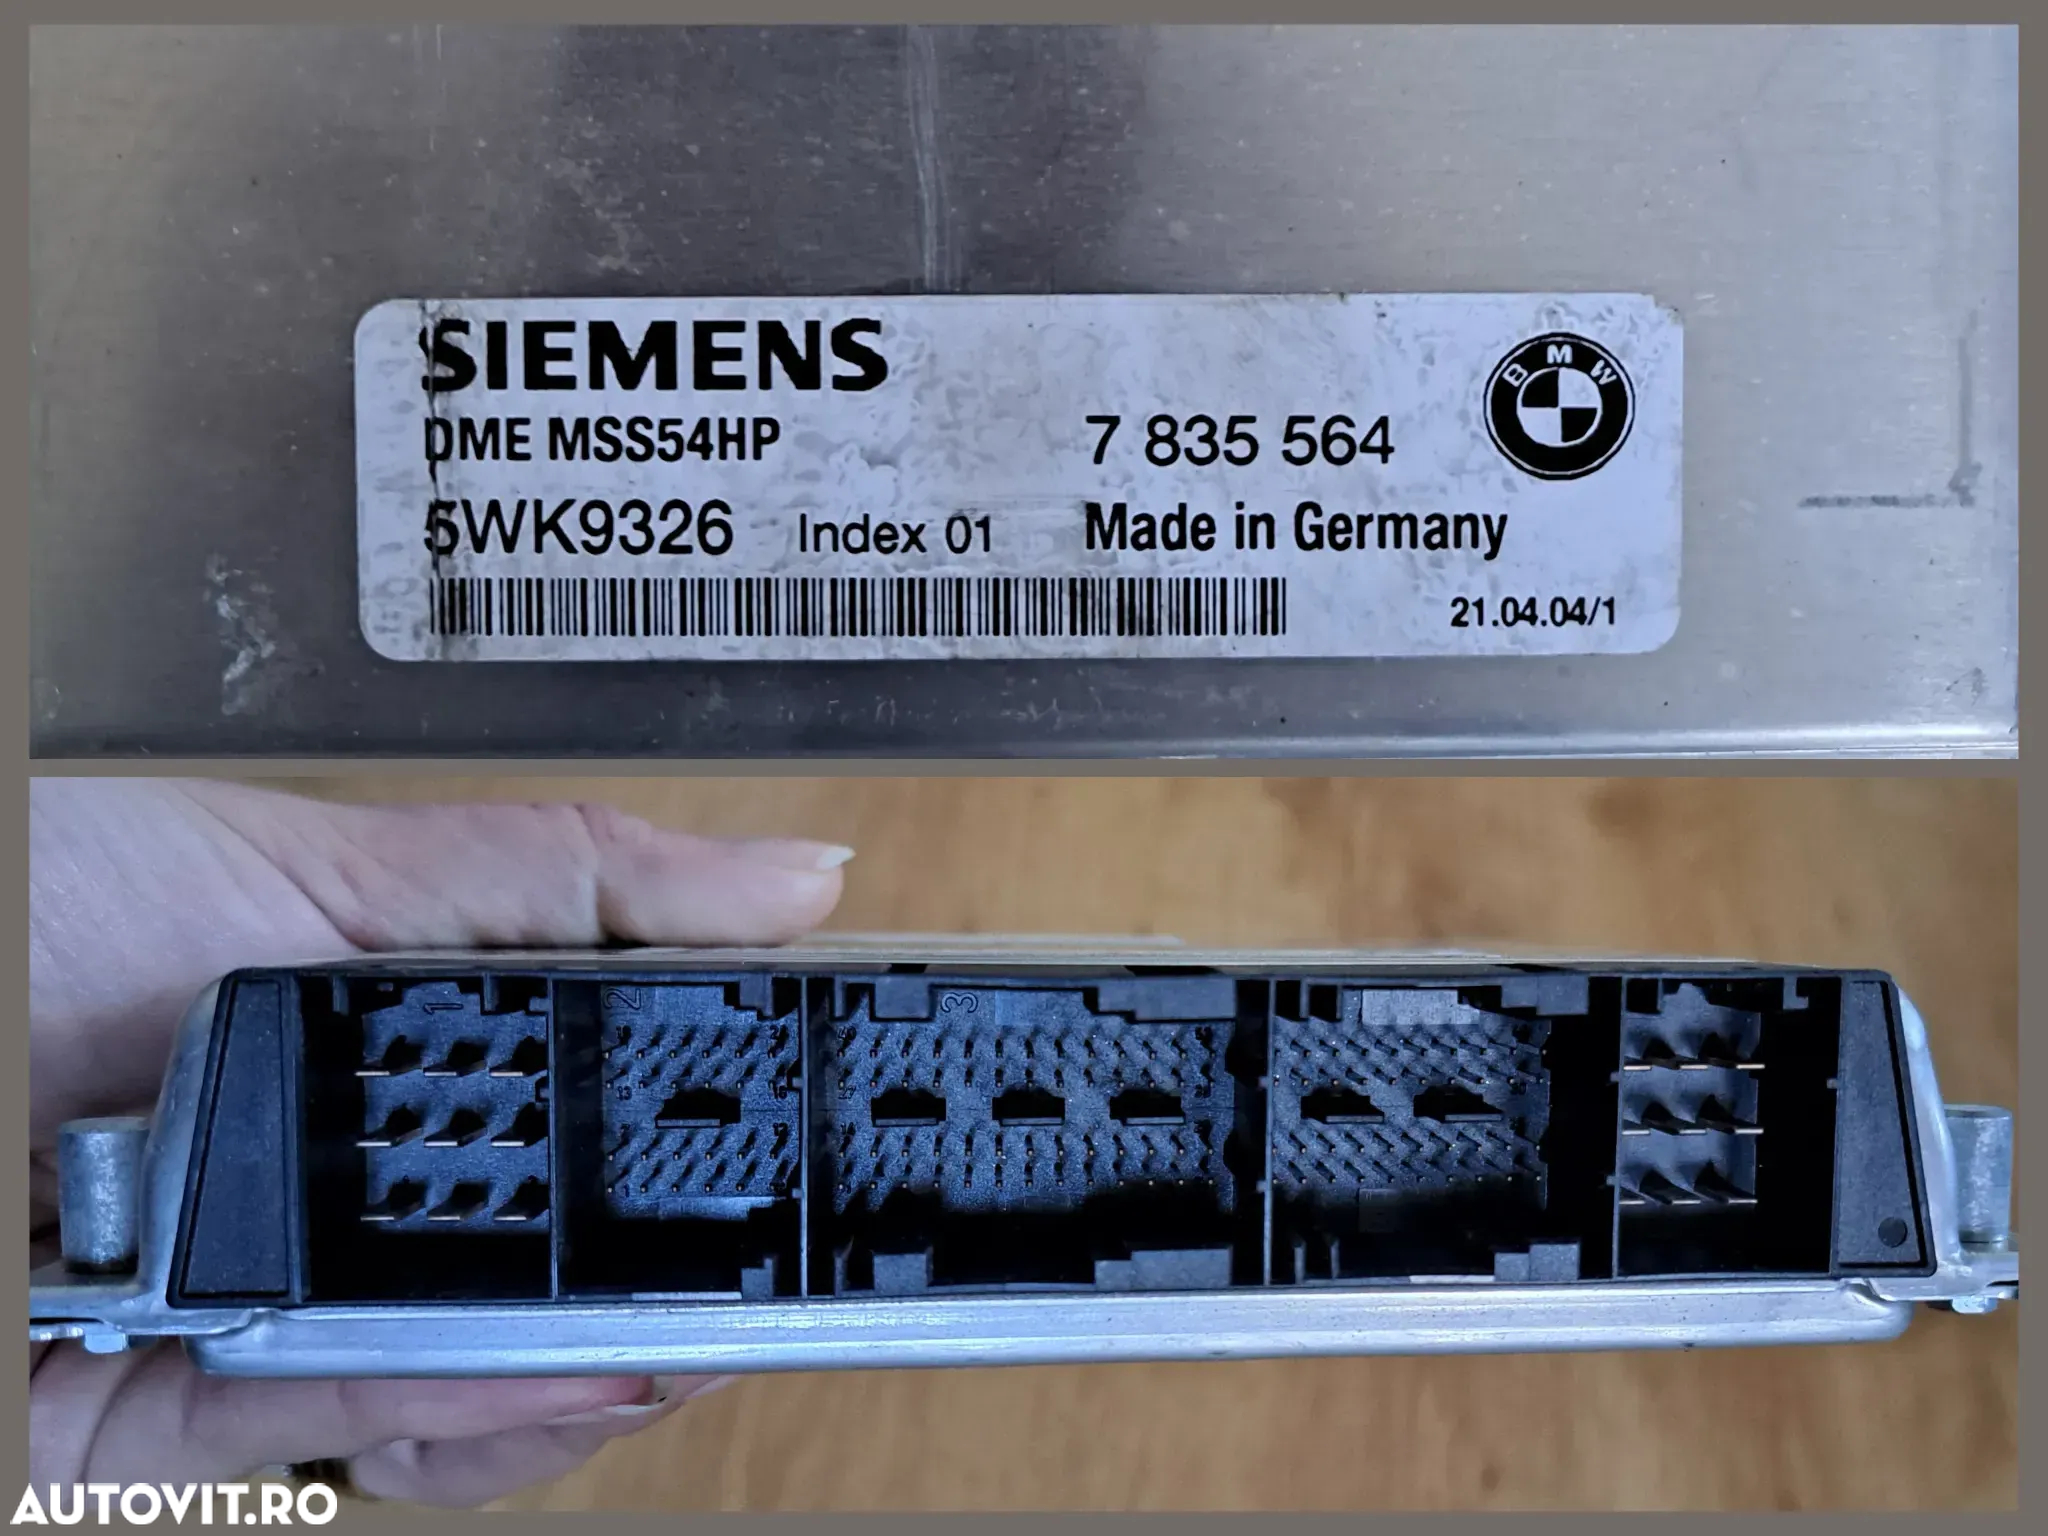 SIEMENS
DME MSS54HP
7 835 564
BMW
5WK9326 Index 01
Made in Germany
21.04.04/1
1
2
3
AUTOVIT.RO